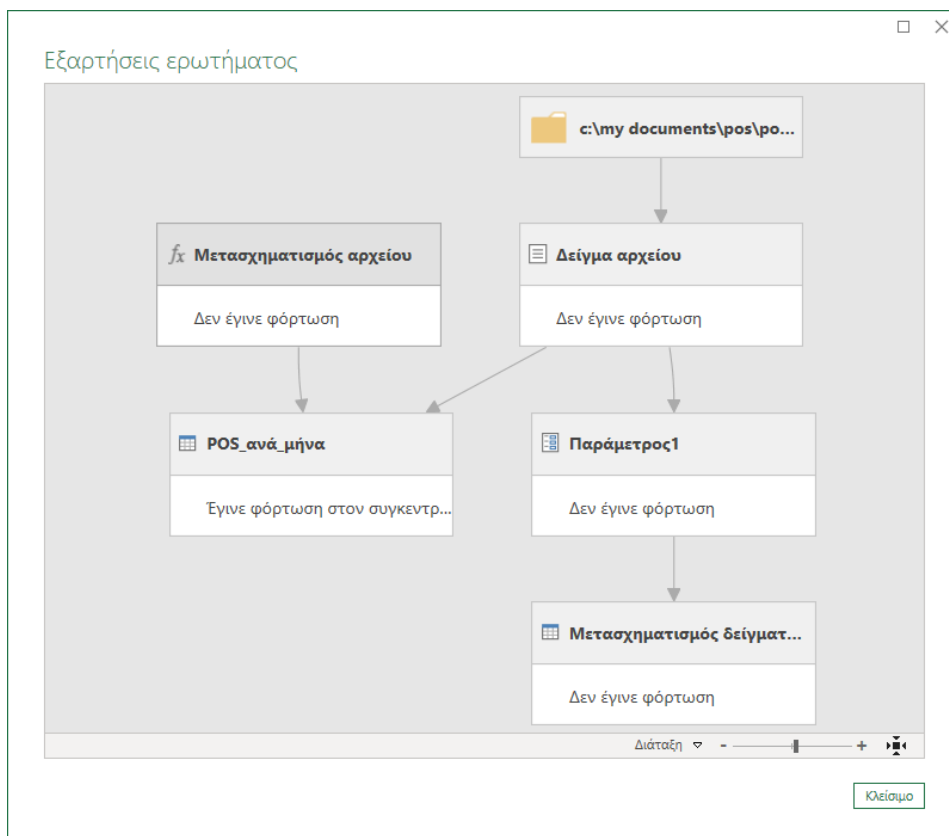 Εξαρτήσεις ερωτήματος
c:\my documents\pos\po...
fx Μετασχηματισμός αρχείου
Δεν έγινε φόρτωση
Δείγμα αρχείου
Δεν έγινε φόρτωση
POS_ανά_μήνα
Έγινε φόρτωση στον συγκεντρ...
Παράμετρος1
Δεν έγινε φόρτωση
Μετασχηματισμός δείγματ...
Δεν έγινε φόρτωση
Διάταξη
Κλείσιμο